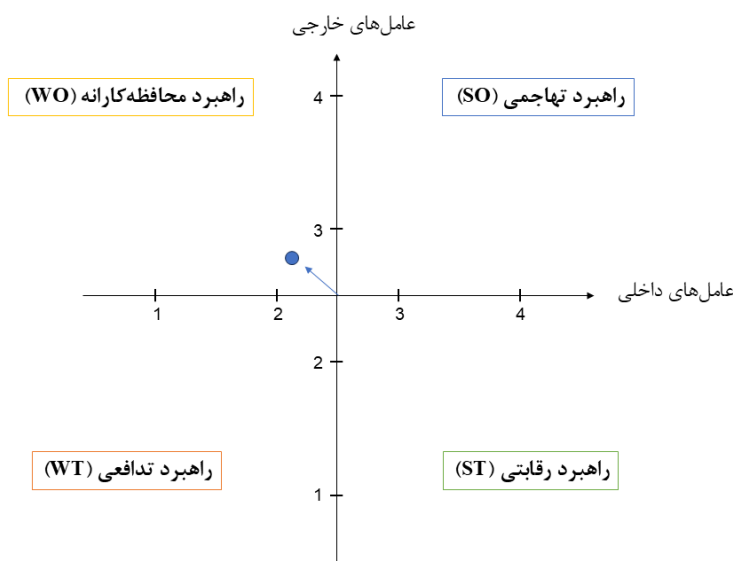 عامل‌های خارجی
راهبرد تهاجمی (SO)
راهبرد محافظه‌کارانه (WO)
4
3
عامل‌های داخلی
1
2
3
4
2
راهبرد رقابتی (ST)
راهبرد تدافعی (WT)
1